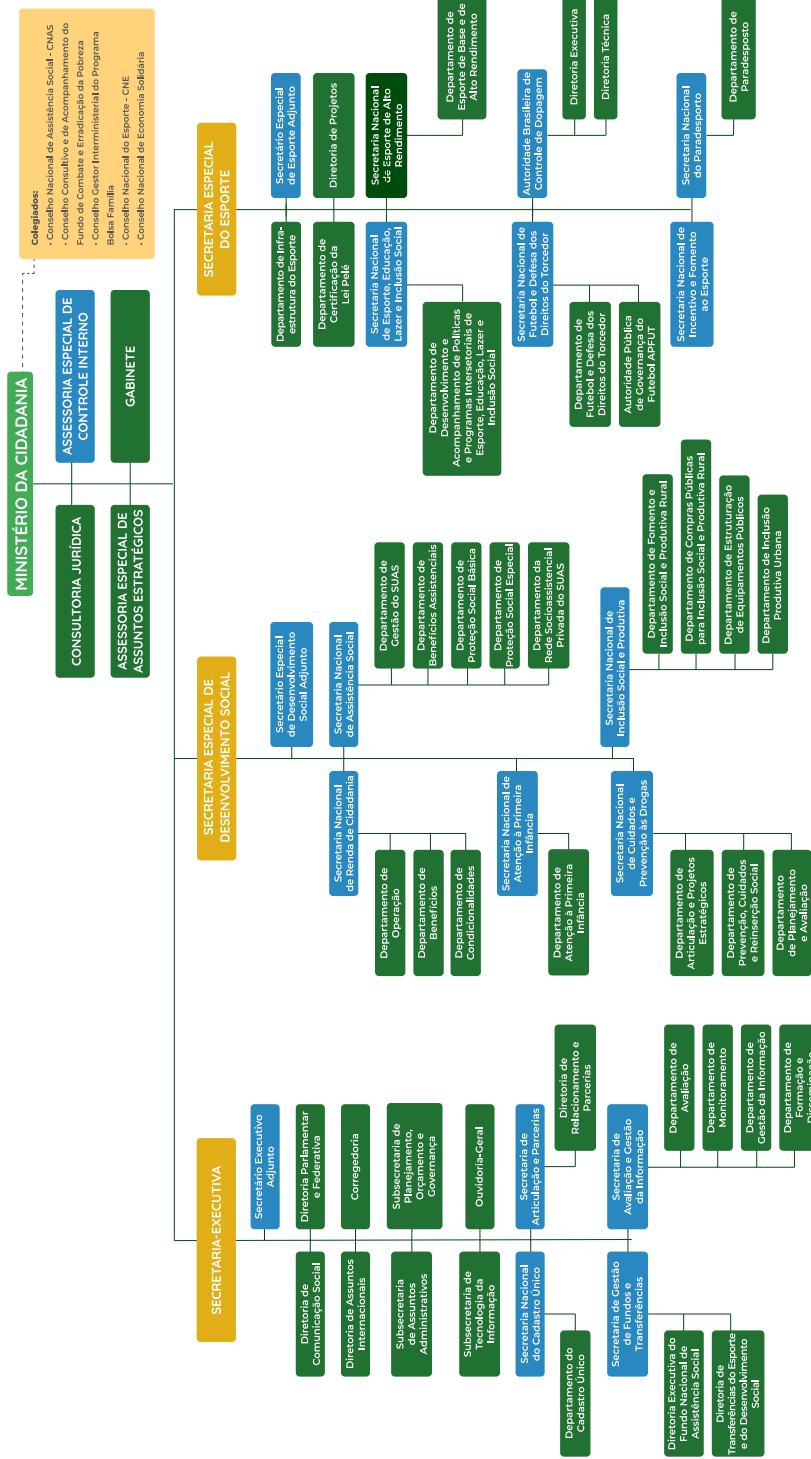 MINISTÉRIO DA CIDADANIA
Colegiados:
· Conselho Nacional de Assistência Social - CNAS
· Conselho Consultivo e de Acompanhamento do
Fundo de Combate e Erradicação da Pobreza
· Conselho Gestor Interministerial do Programa
Bolsa Família
· Conselho Nacional do Esporte - CNE
· Conselho Nacional de Economia Solidária
CONSULTORIA JURÍDICA
ASSESSORIA ESPECIAL DE
CONTROLE INTERNO
ASSESSORIA ESPECIAL DE
ASSUNTOS ESTRATÉGICOS
GABINETE
SECRETARIA-EXECUTIVA
Secretário Executivo
Adjunto
Diretoria de
Comunicação Social
Diretoria Parlamentar
e Federativa
Diretoria de Assuntos
Internacionais
Corregedoria
Subsecretaria
de Assuntos
Administrativos
Subsecretaria de
Planejamento,
Orçamento e
Governança
Subsecretaria de
Tecnologia da
Informação
Ouvidoria-Geral
Secretaria Nacional
do Cadastro Único
Departamento do
Cadastro Único
Secretaria de
Articulação e Parcerias
Diretoria de
Relacionamento e
Parcerias
Secretaria de Gestão
de Fundos e
Transferências
Diretoria Executiva do
Fundo Nacional de
Assistência Social
Diretoria de
Transferências do Esporte
e do Desenvolvimento
Social
Secretaria de
Avaliação e Gestão
da Informação
Departamento de
Avaliação
Departamento de
Monitoramento
Departamento de
Gestão da Informação
Departamento de
Formação e
Disseminação
SECRETARIA ESPECIAL DE
DESENVOLVIMENTO SOCIAL
Secretário Especial
de Desenvolvimento
Social Adjunto
Secretaria Nacional
de Renda de Cidadania
Departamento de
Operação
Departamento de
Benefícios
Departamento de
Condicionalidades
Secretaria Nacional
de Assistência Social
Departamento de
Gestão do SUAS
Departamento de
Benefícios Assistenciais
Departamento de
Proteção Social Básica
Departamento de
Proteção Social Especial
Departamento da
Rede Socioassistencial
Privada do SUAS
Secretaria Nacional de
Atenção à Primeira
Infância
Departamento de
Atenção à Primeira
Infância
Secretaria Nacional de
Inclusão Social e Produtiva
Departamento de Fomento e
Inclusão Social e Produtiva Rural
Departamento de Compras Públicas
para Inclusão Social e Produtiva Rural
Departamento de Estruturação
de Equipamentos Públicos
Departamento de Inclusão
Produtiva Urbana
Secretaria Nacional
de Cuidados e
Prevenção às Drogas
Departamento de
Articulação e Projetos
Estratégicos
Departamento de
Prevenção, Cuidados
e Reinserção Social
Departamento
de Planejamento
e Avaliação
SECRETARIA ESPECIAL
DO ESPORTE
Secretário Especial
de Esporte Adjunto
Departamento de Infra-
estrutura do Esporte
Diretoria de Projetos
Departamento de
Certificação da
Lei Pelé
Secretaria Nacional
de Esporte, Educação,
Lazer e Inclusão Social
Departamento de
Desenvolvimento e
Acompanhamento de Políticas
e Programas Intersetoriais de
Esporte, Educação, Lazer e
Inclusão Social
Secretaria Nacional
de Esporte de Alto
Rendimento
Departamento de
Esporte de Base e de
Alto Rendimento
Secretaria Nacional de
Futebol e Defesa dos
Direitos do Torcedor
Departamento de
Futebol e Defesa dos
Direitos do Torcedor
Autoridade Pública
de Governança do
Futebol APFUT
Autoridade Brasileira de
Controle de Dopagem
Diretoria Executiva
Diretoria Técnica
Secretaria Nacional de
Incentivo e Fomento
ao Esporte
Secretaria Nacional
do Paradesporto
Departamento de
Paradesposto